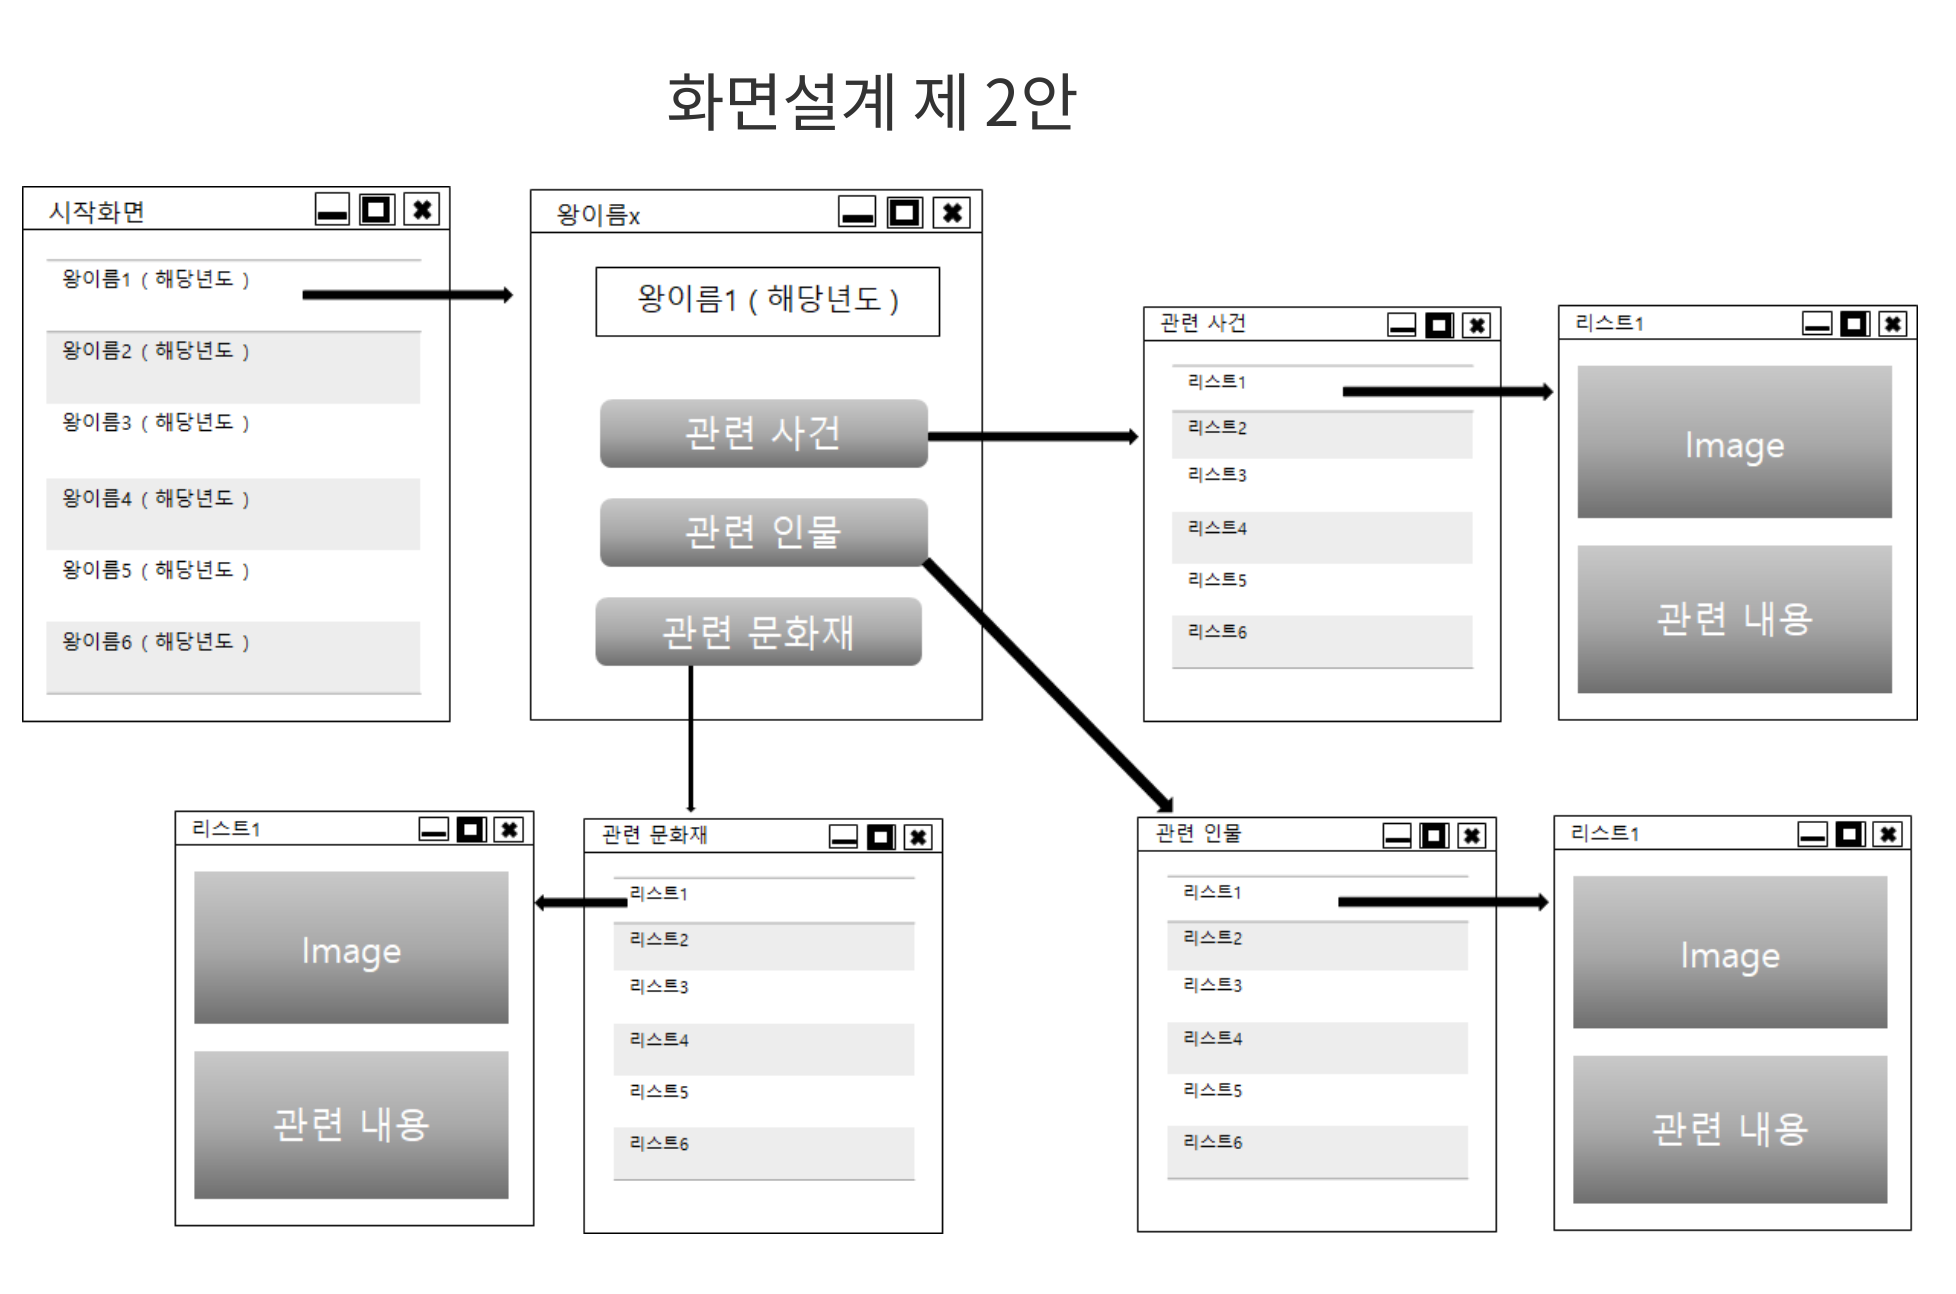 화면설계 제 2안
시작화면
왕이름1 ( 해당년도 )
왕이름2 ( 해당년도 )
왕이름3 ( 해당년도 )
왕이름4 ( 해당년도 )
왕이름5 ( 해당년도 )
왕이름6 ( 해당년도 )
왕이름x
왕이름1 ( 해당년도 )
관련 사건
관련 인물
관련 문화재
관련 사건
리스트1
리스트2
리스트3
리스트4
리스트5
리스트6
리스트1
Image
관련 내용
리스트1
Image
관련 내용
관련 문화재
리스트1
리스트2
리스트3
리스트4
리스트5
리스트6
관련 인물
리스트1
리스트2
리스트3
리스트4
리스트5
리스트6
리스트1
Image
관련 내용